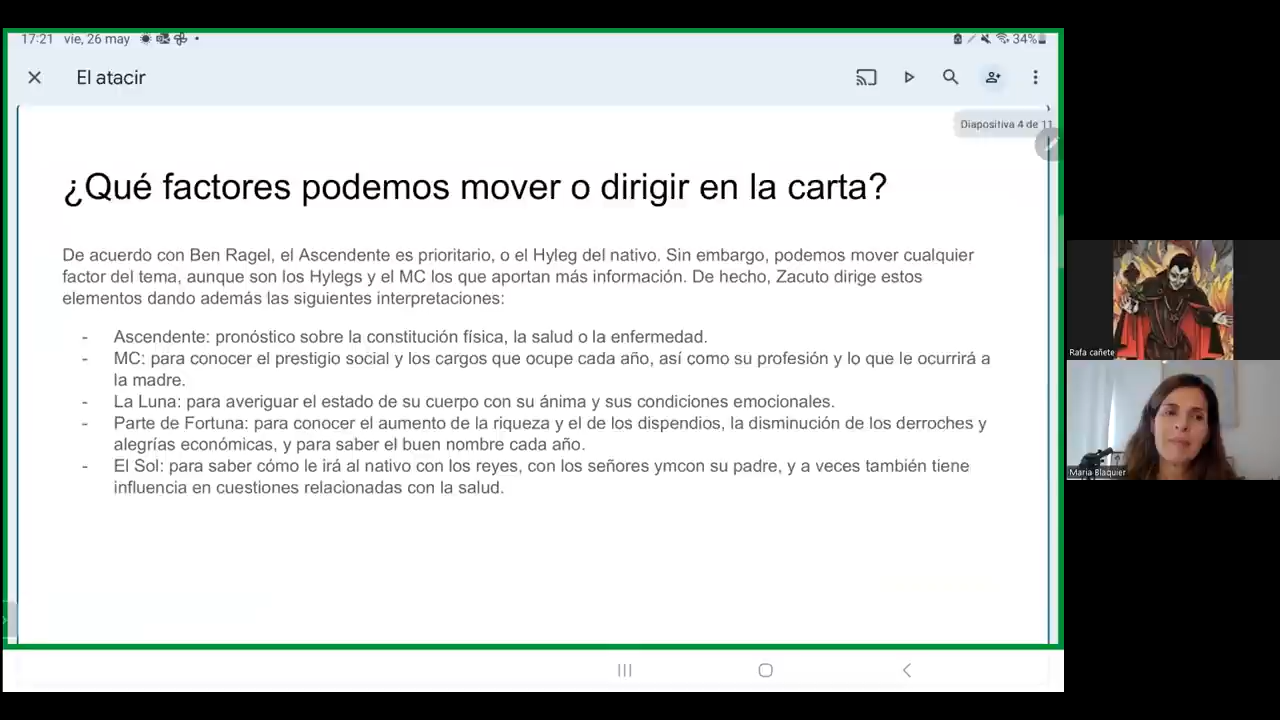 17:21 vie, 26 may
34%
El atacir
Diapositiva 4 de 11
¿Qué factores podemos mover o dirigir en la carta?
De acuerdo con Ben Ragel, el Ascendente es prioritario, o el Hyleg del nativo. Sin embargo, podemos mover cualquier
factor del tema, aunque son los Hylegs y el MC los que aportan más información. De hecho, Zacuto dirige estos
elementos dando además las siguientes interpretaciones:
- Ascendente: pronóstico sobre la constitución física, la salud o la enfermedad.
- MC: para conocer el prestigio social y los cargos que ocupe cada año, así como su profesión y lo que le ocurrirá a
la madre.
- La Luna: para averiguar el estado de su cuerpo con su ánima y sus condiciones emocionales.
- Parte de Fortuna: para conocer el aumento de la riqueza y el de los dispendios, la disminución de los derroches y
alegrías económicas, y para saber el buen nombre cada año.
- El Sol: para saber cómo le irá al nativo con los reyes, con los señores ymcon su padre, y a veces también tiene
influencia en cuestiones relacionadas con la salud.
Rafa cañete
Maria Blaquier